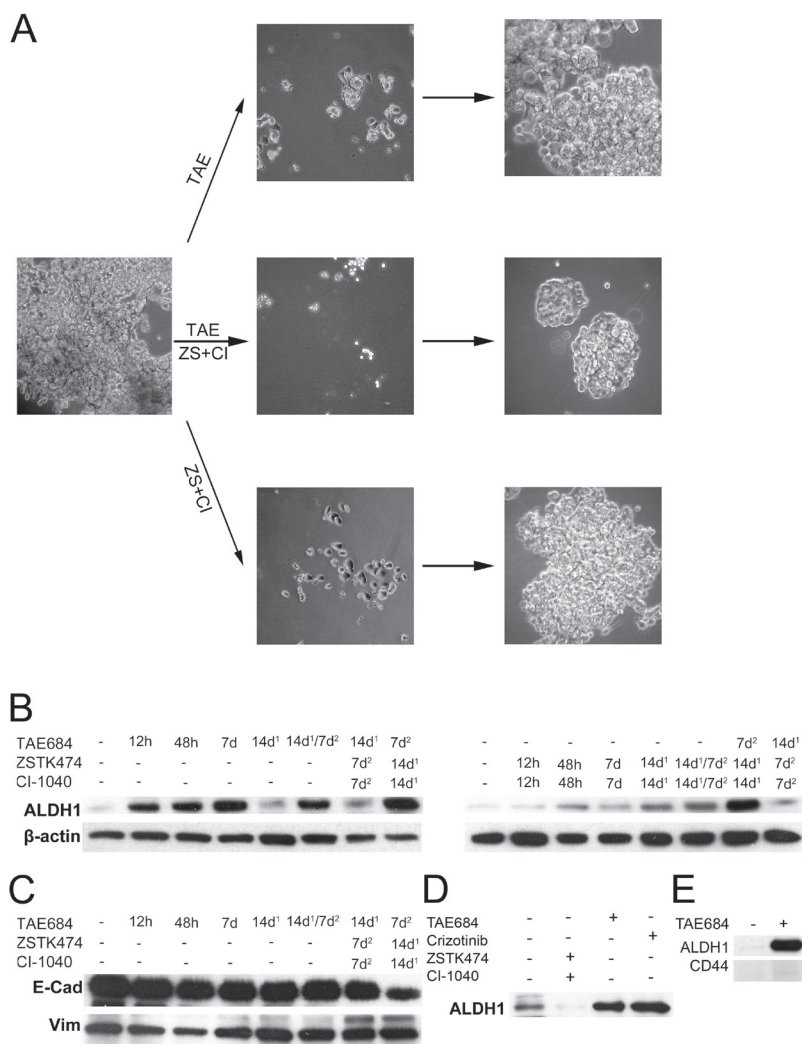 A
TAE
TAE
ZS+CI
ZS+CI
B
TAE684 - 12h 48h 7d 14d¹ 14d¹/7d² 14d¹ 7d²
ZSTK474 - - - - - - 7d² 14d¹
CI-1040 - - - - - - 7d² 14d¹
ALDH1
β-actin
- - - - - - 7d² 14d¹
- 12h 48h 7d 14d¹ 14d¹/7d² 14d¹ 7d²
- 12h 48h 7d 14d¹ 14d¹/7d² 14d¹ 7d²
C
TAE684 - 12h 48h 7d 14d¹ 14d¹/7d² 14d¹ 7d²
ZSTK474 - - - - - - 7d² 14d¹
CI-1040 - - - - - - 7d² 14d¹
E-Cad
Vim
D
TAE684 - - + -
Crizotinib - - - +
ZSTK474 - + - -
CI-1040 - + - -
ALDH1
E
TAE684 - +
ALDH1
CD44